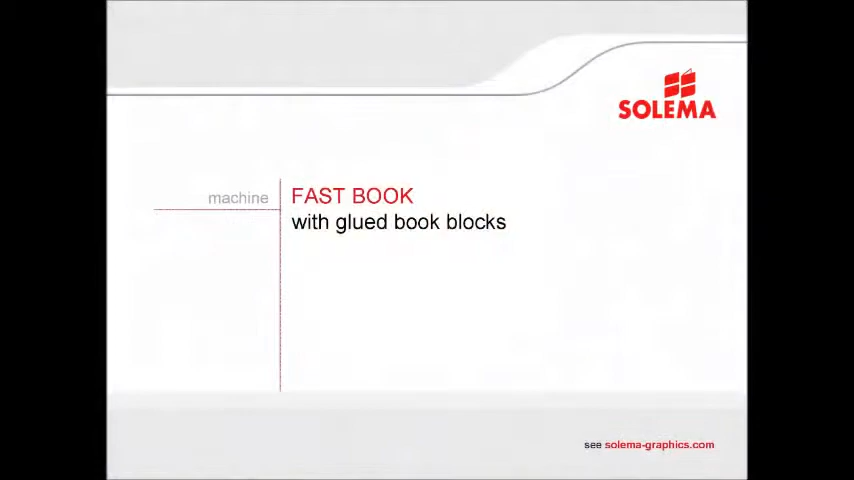 SOLEMA
machine
FAST BOOK
with glued book blocks
see solema-graphics.com